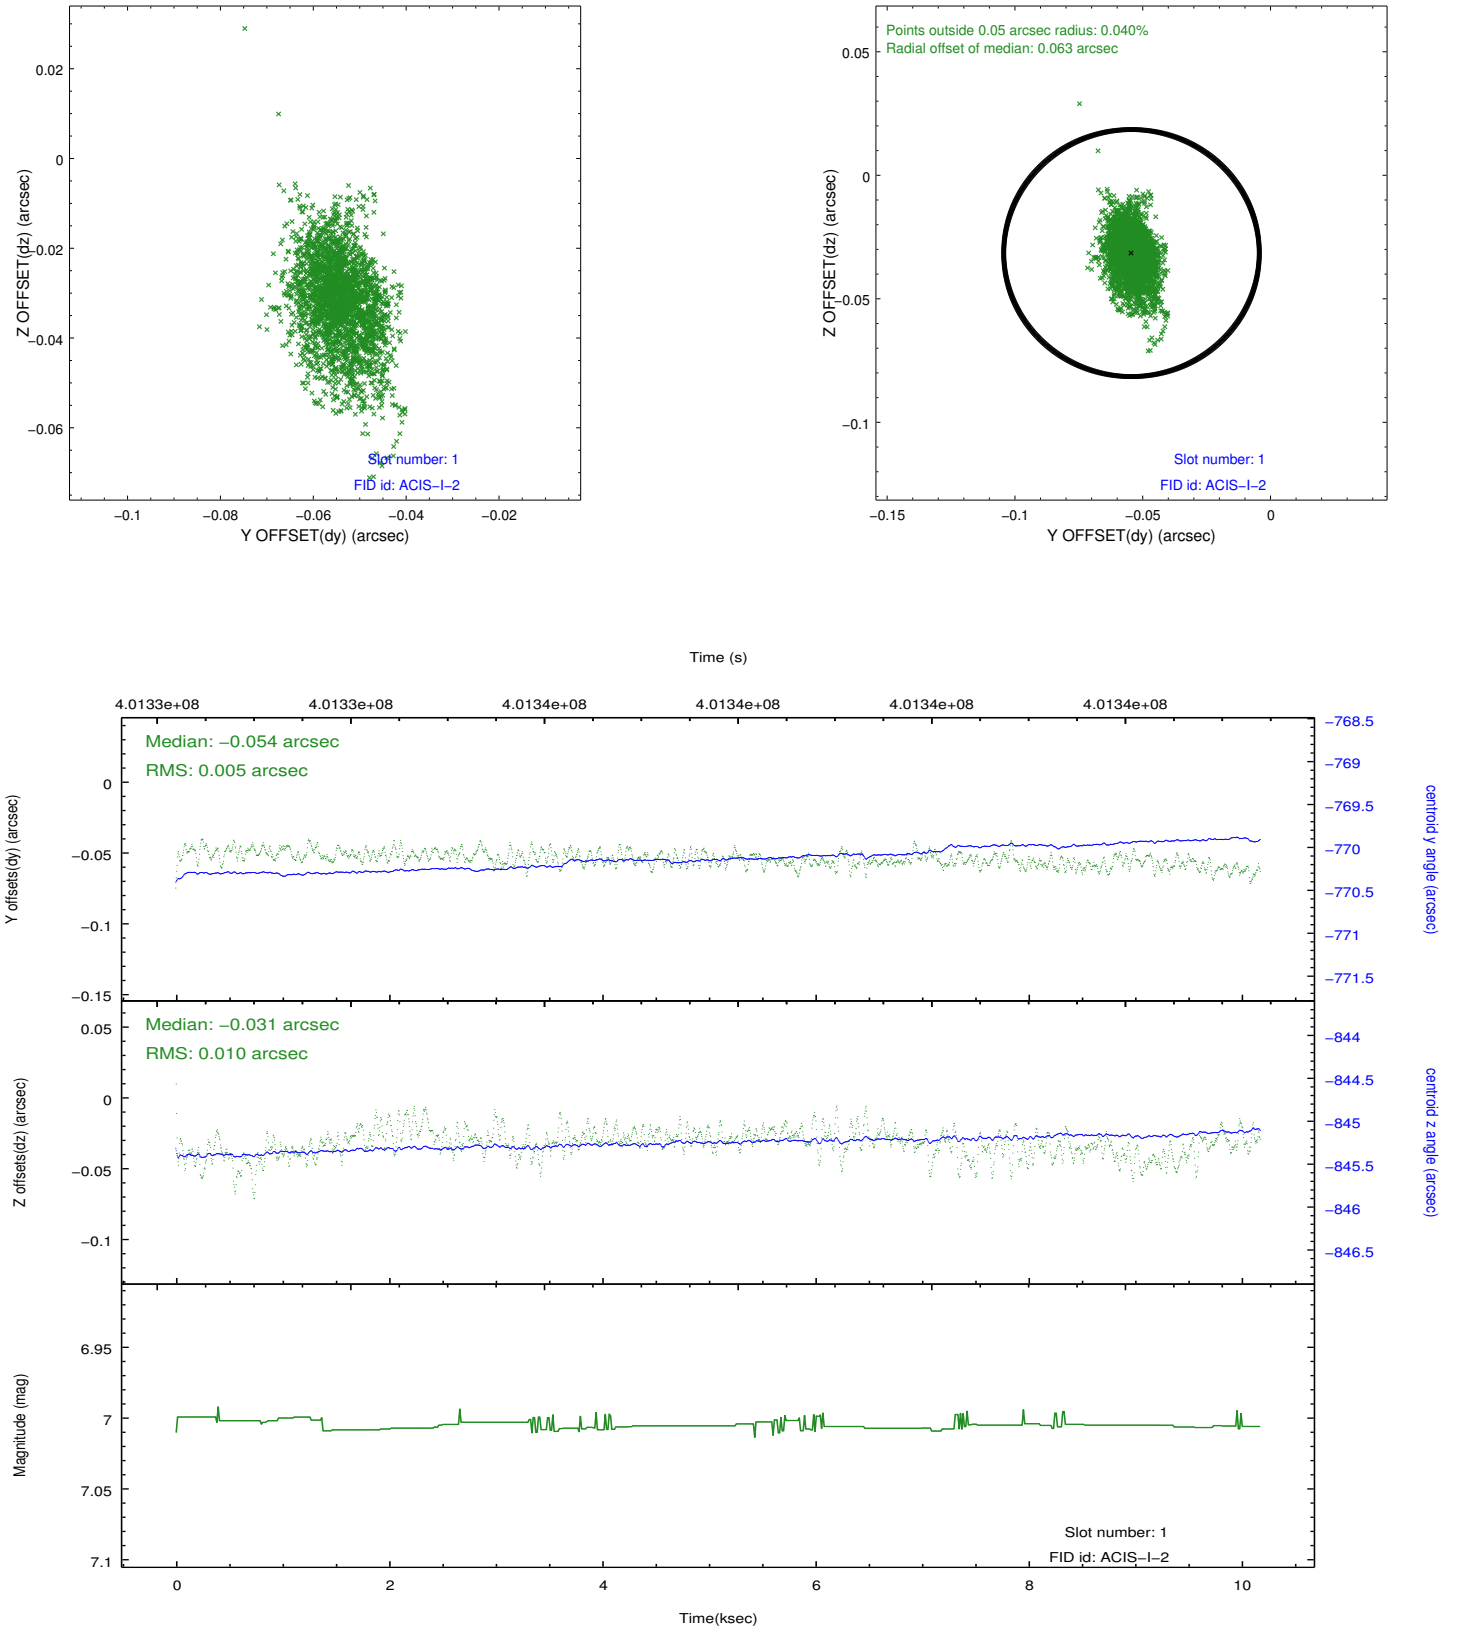 0.02
0
−0.02
−0.04
−0.06
Z OFFSET(dz) (arcsec)
Slot number: 1
FID id: ACIS−I−2
−0.1
−0.08
−0.06
−0.04
−0.02
Y OFFSET(dy) (arcsec)
Points outside 0.05 arcsec radius: 0.040%
Radial offset of median: 0.063 arcsec
0.05
0
−0.05
−0.1
Z OFFSET(dz) (arcsec)
Slot number: 1
FID id: ACIS−I−2
−0.15
−0.1
−0.05
0
Y OFFSET(dy) (arcsec)
Time (s)
4.0133e+08
4.0133e+08
4.0134e+08
4.0134e+08
4.0134e+08
4.0134e+08
Median: −0.054 arcsec
RMS: 0.005 arcsec
0
−0.05
−0.1
−0.15
Y offsets(dy) (arcsec)
−768.5
−769
−769.5
−770
−770.5
−771
−771.5
centroid y angle (arcsec)
Median: −0.031 arcsec
RMS: 0.010 arcsec
0.05
0
−0.05
−0.1
Z offsets(dz) (arcsec)
−844
−844.5
−845
−845.5
−846
−846.5
centroid z angle (arcsec)
6.95
7
7.05
7.1
Magnitude (mag)
Slot number: 1
FID id: ACIS−I−2
0
2
4
6
8
10
Time(ksec)